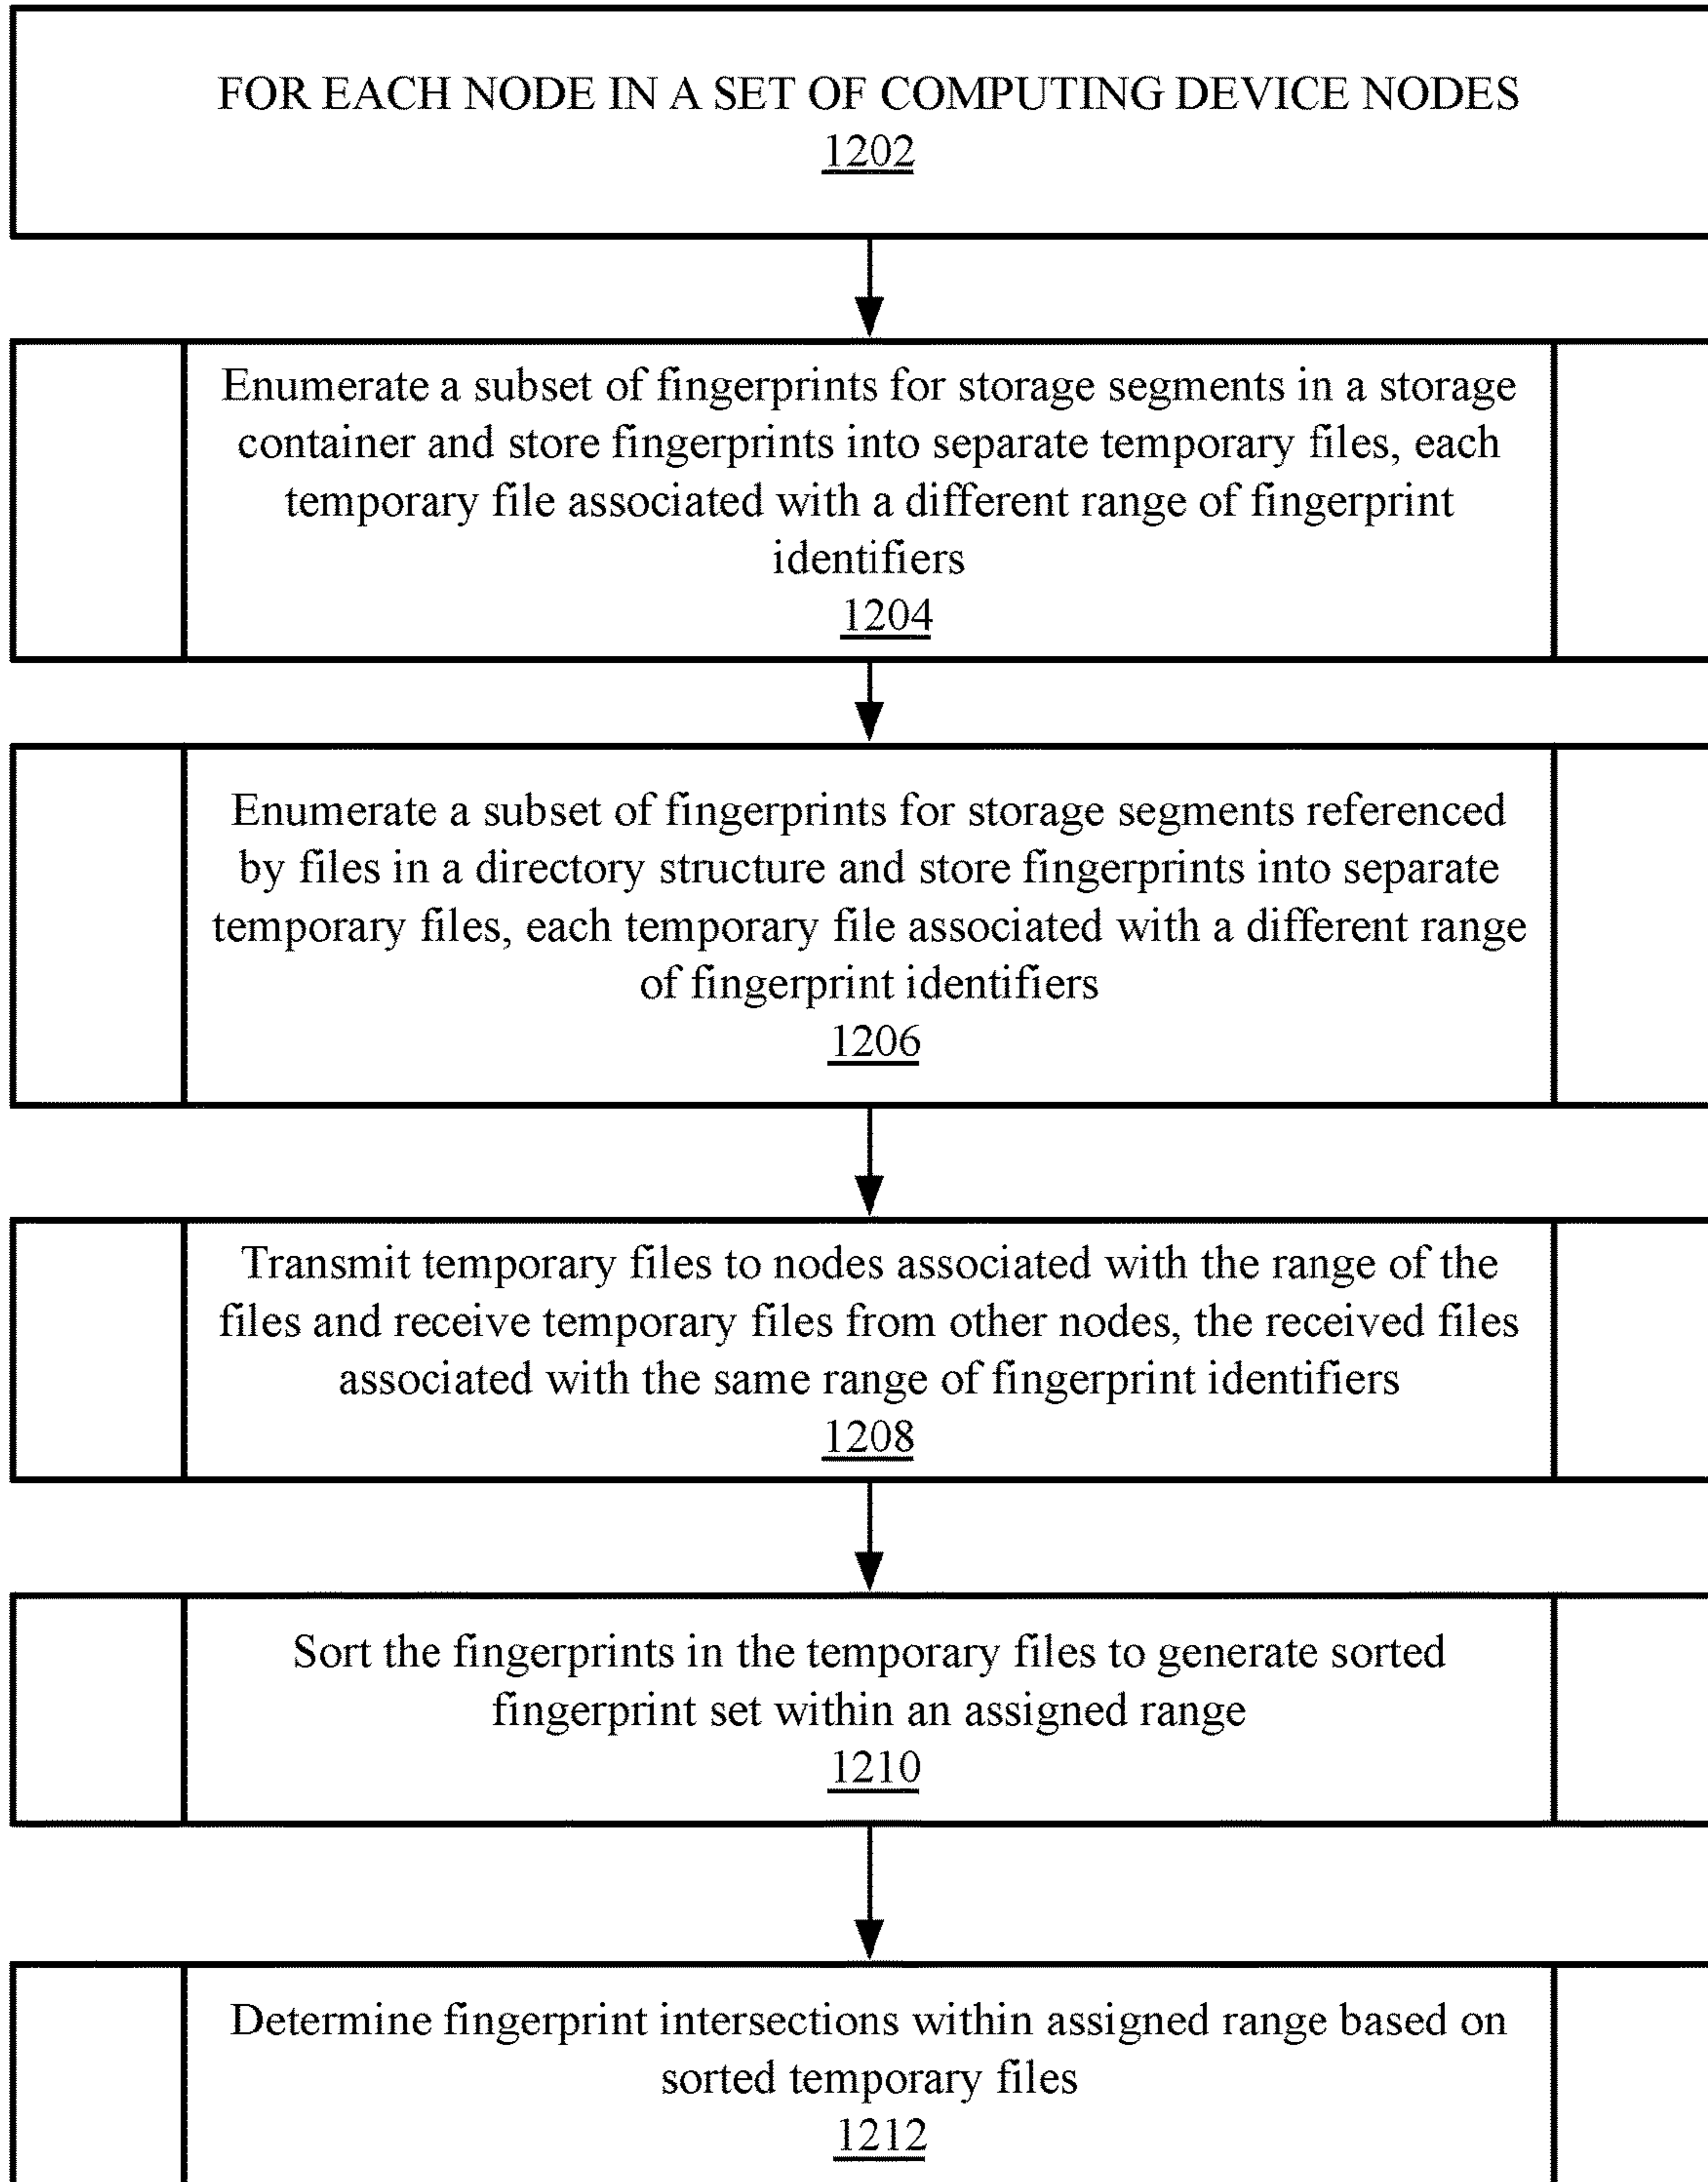 FOR EACH NODE IN A SET OF COMPUTING DEVICE NODES
1202
Enumerate a subset of fingerprints for storage segments in a storage
container and store fingerprints into separate temporary files, each
temporary file associated with a different range of fingerprint
identifiers
1204
Enumerate a subset of fingerprints for storage segments referenced
by files in a directory structure and store fingerprints into separate
temporary files, each temporary file associated with a different range
of fingerprint identifiers
1206
Transmit temporary files to nodes associated with the range of the
files and receive temporary files from other nodes, the received files
associated with the same range of fingerprint identifiers
1208
Sort the fingerprints in the temporary files to generate sorted
fingerprint set within an assigned range
1210
Determine fingerprint intersections within assigned range based on
sorted temporary files
1212